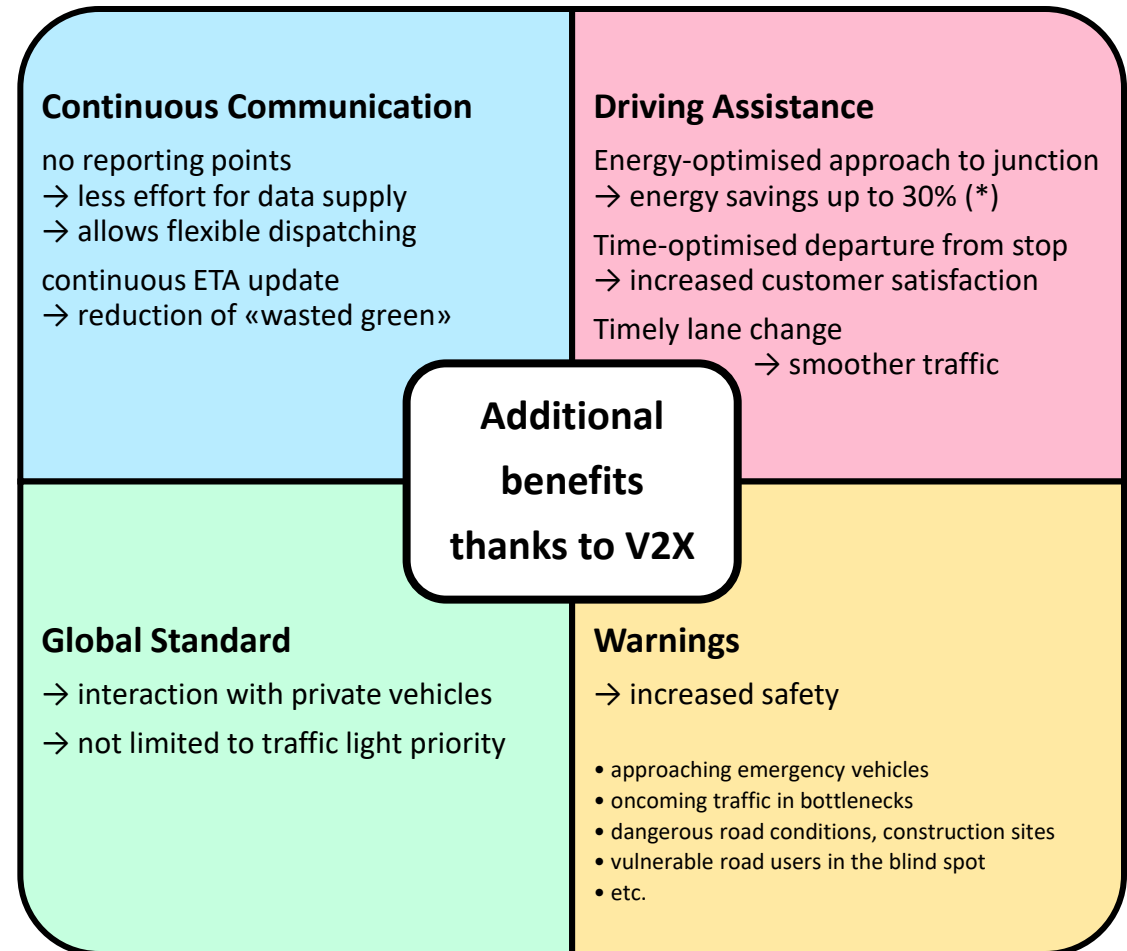 Continuous Communication
no reporting points
→ less effort for data supply
→ allows flexible dispatching
continuous ETA update
→ reduction of «wasted green»
Driving Assistance
Energy-optimised approach to junction
→ energy savings up to 30% (*)
Time-optimised departure from stop
→ increased customer satisfaction
Timely lane change
→ smoother traffic
Additional
benefits
thanks to V2X
Global Standard
→ interaction with private vehicles
→ not limited to traffic light priority
Warnings
→ increased safety
• approaching emergency vehicles
• oncoming traffic in bottlenecks
• dangerous road conditions, construction sites
• vulnerable road users in the blind spot
• etc.